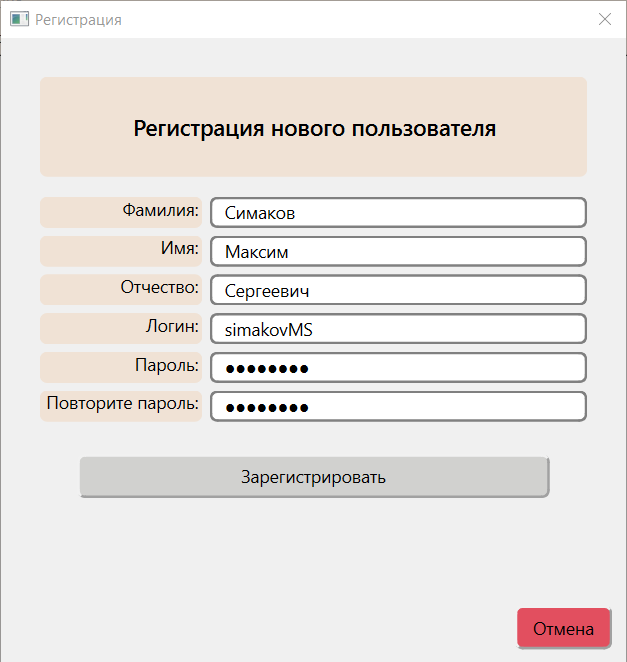 Регистрация
Регистрация нового пользователя
Фамилия: Симаков
Имя: Максим
Отчество: Сергеевич
Логин: simakovMS
Пароль: ●●●●●●●●
Повторите пароль: ●●●●●●●●
Зарегистрировать
Отмена